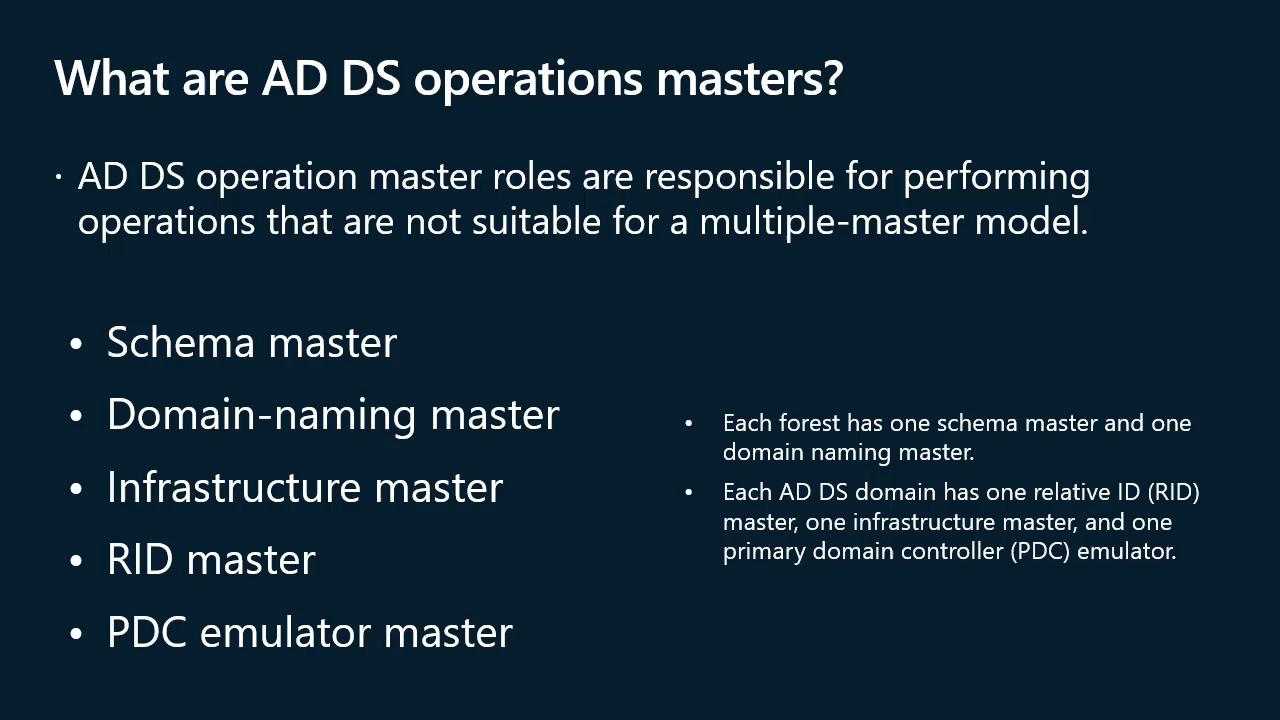 What are AD DS operations masters?
· AD DS operation master roles are responsible for performing
operations that are not suitable for a multiple-master model.
• Schema master
• Domain-naming master
• Infrastructure master
• RID master
• PDC emulator master
• Each forest has one schema master and one
domain naming master.
• Each AD DS domain has one relative ID (RID)
master, one infrastructure master, and one
primary domain controller (PDC) emulator.